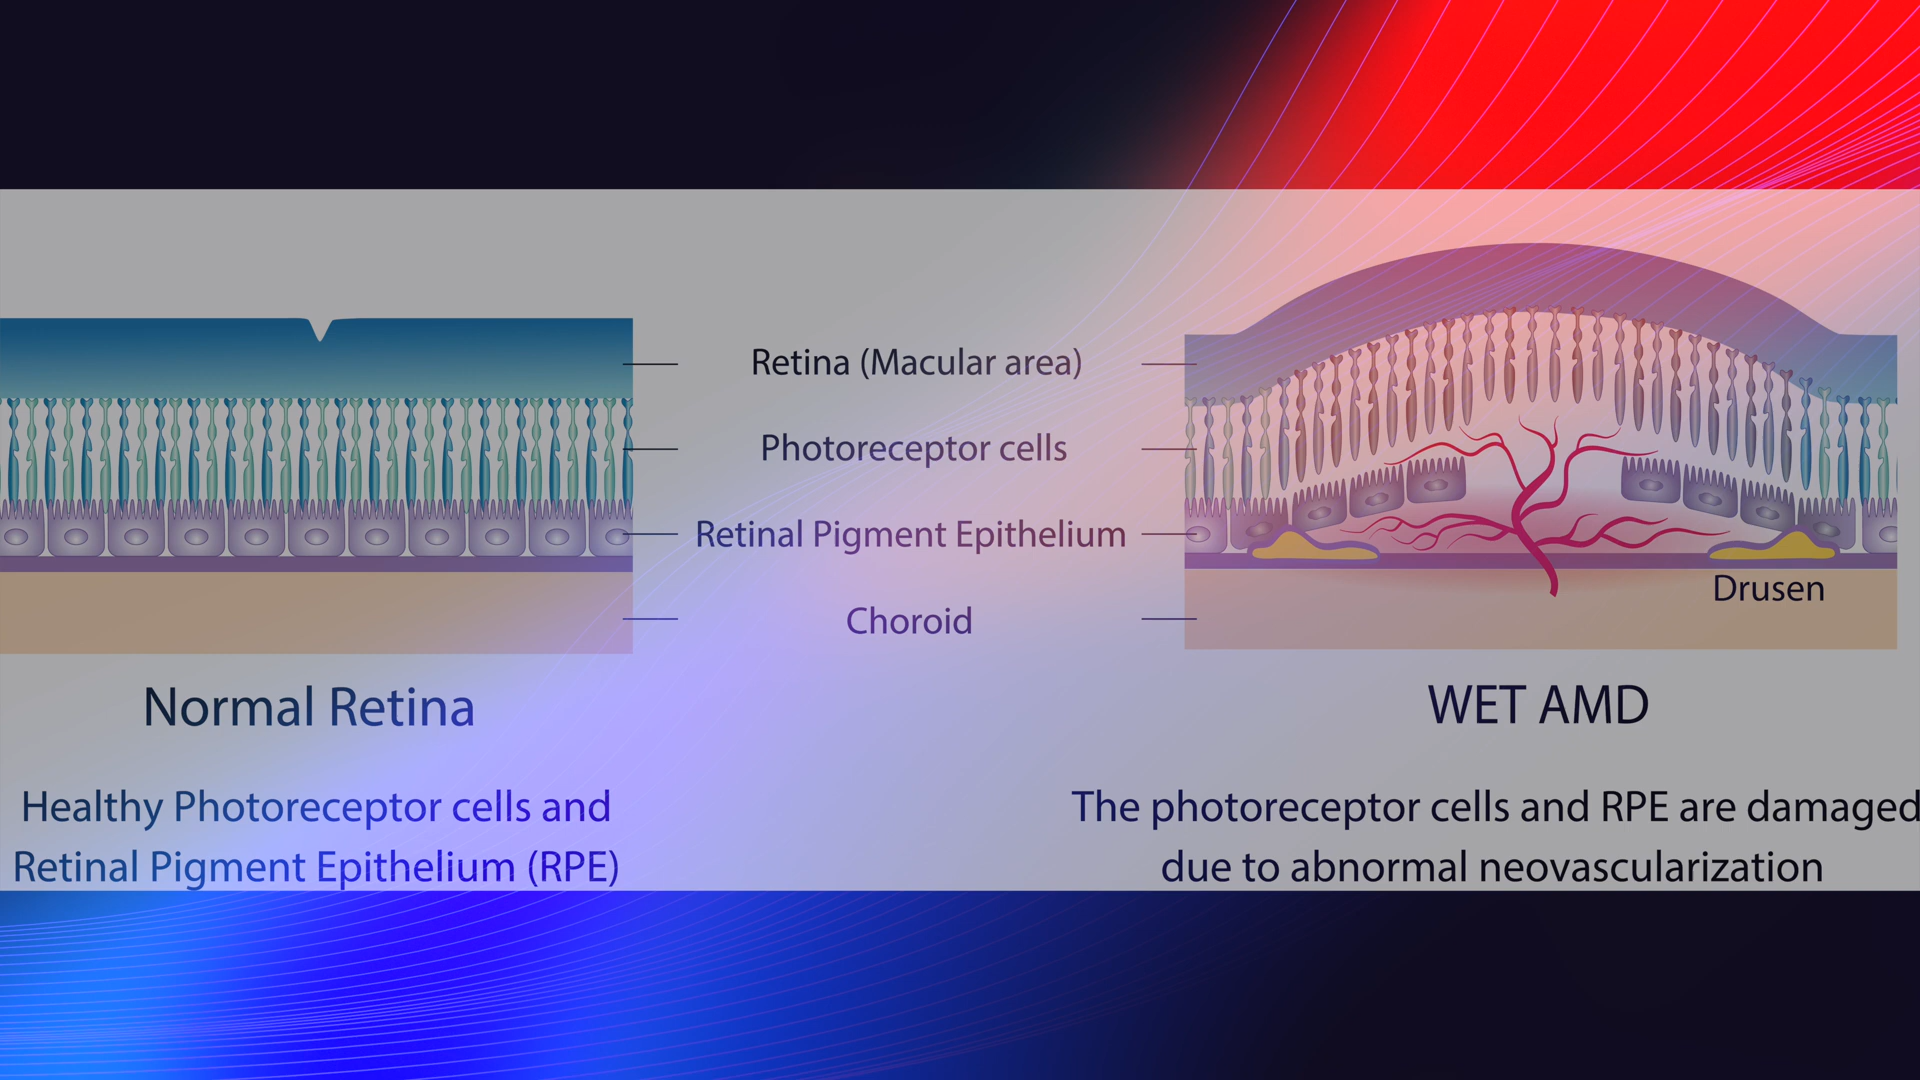 Retina (Macular area)
Photoreceptor cells
Retinal Pigment Epithelium
Choroid
Drusen
Normal Retina
Healthy Photoreceptor cells and
Retinal Pigment Epithelium (RPE)
WET AMD
The photoreceptor cells and RPE are damaged
due to abnormal neovascularization